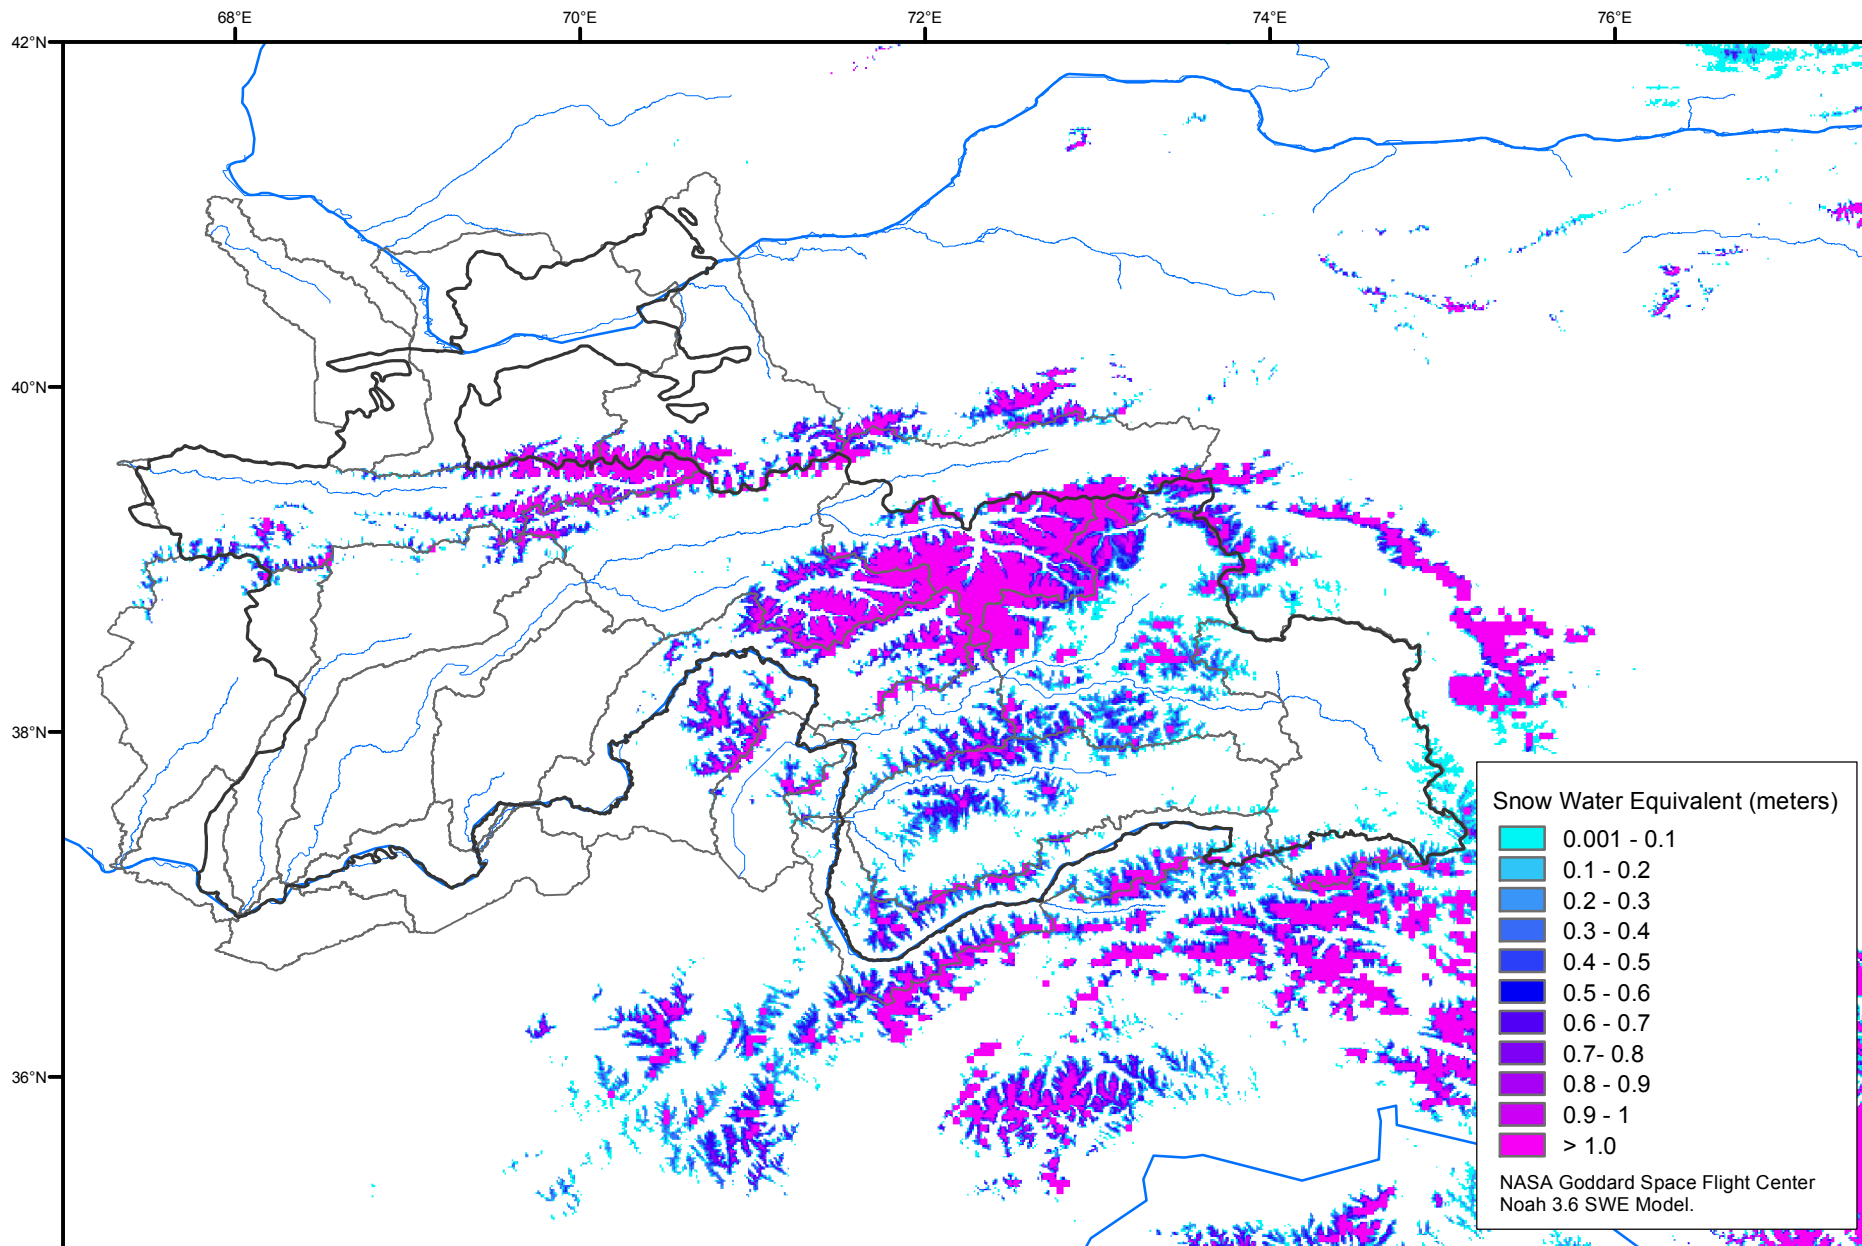 68°E 70°E 72°E 74°E 76°E
42°N
40°N
38°N
36°N
Snow Water Equivalent (meters)
0.001 - 0.1
0.1 - 0.2
0.2 - 0.3
0.3 - 0.4
0.4 - 0.5
0.5 - 0.6
0.6 - 0.7
0.7- 0.8
0.8 - 0.9
0.9 - 1
> 1.0
NASA Goddard Space Flight Center
Noah 3.6 SWE Model.